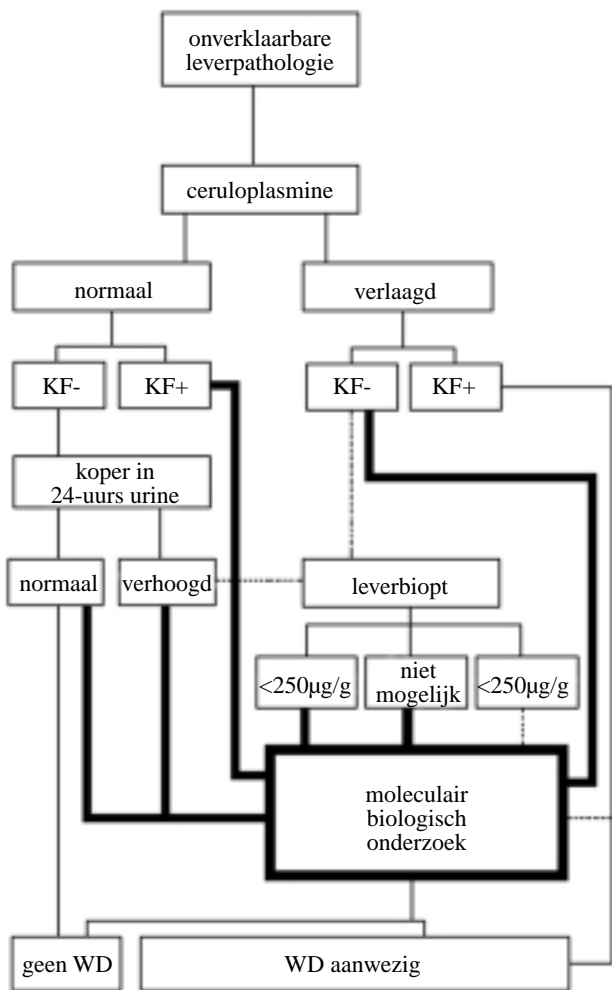 onverklaarbare
leverpathologie
ceruloplasmine
normaal
verlaagd
KF-
KF+
KF-
KF+
koper in
24-uurs urine
normaal
verhoogd
leverbiopt
<250µg/g
niet
mogelijk
<250µg/g
moleculair
biologisch
onderzoek
geen WD
WD aanwezig